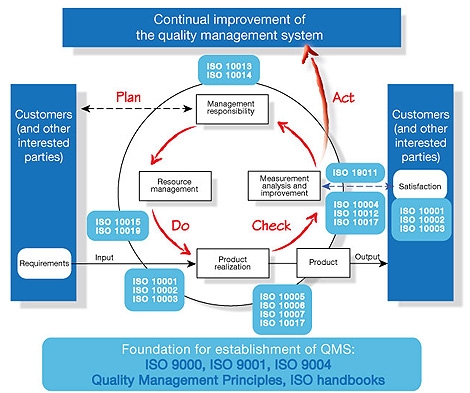 Continual improvement of
the quality management system
ISO 10013
ISO 10014
Plan
Act
Customers
(and other
interested
parties)
Management
responsibility
Customers
(and other
interested
parties)
Resource
management
Measurement
analysis and
improvement
ISO 19011
Satisfaction
ISO 10004
ISO 10012
ISO 10017
ISO 10001
ISO 10002
ISO 10003
ISO 10015
ISO 10019
Do
Check
Requirements
Input
Product
realization
Product
Output
ISO 10001
ISO 10002
ISO 10003
ISO 10005
ISO 10006
ISO 10007
ISO 10017
Foundation for establishment of QMS:
ISO 9000, ISO 9001, ISO 9004
Quality Management Principles, ISO handbooks